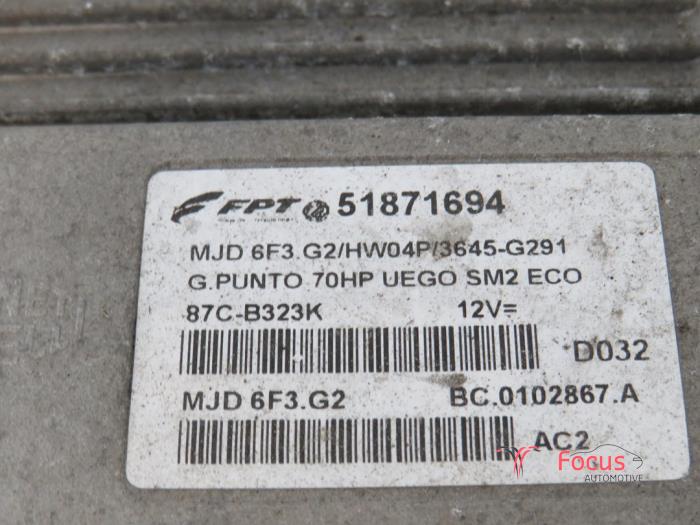 FPT 51871694
MJD 6F3.G2/HW04P/3645-G291
G.PUNTO 70HP UEGO SM2 ECO
87C-B323K 12V=
D032
MJD 6F3.G2 BC.0102867.A
AC2
Focus
AUTOMOTIVE